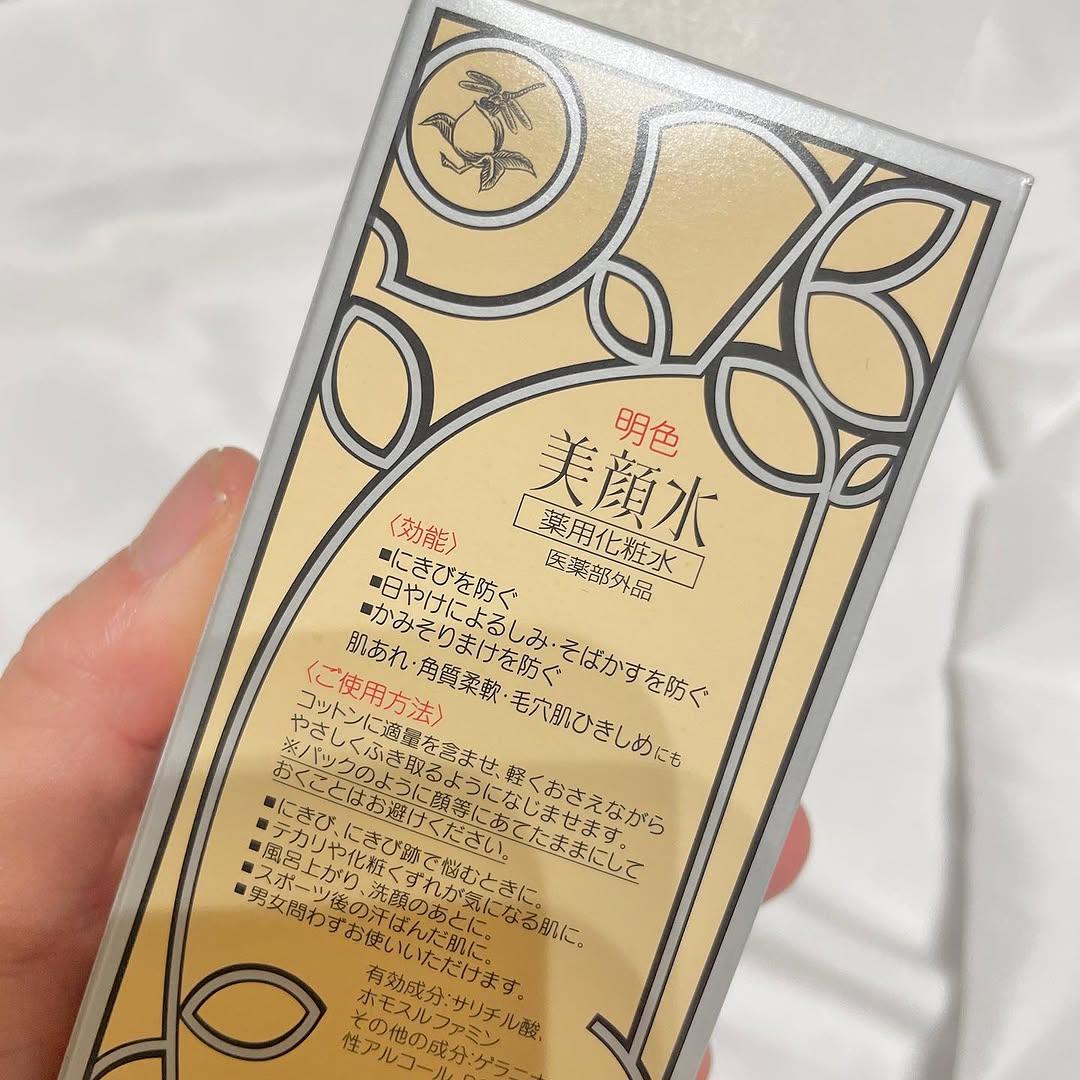 明色
美顔水
薬用化粧水
医薬部外品
〈効能〉
■にきびを防ぐ
■日やけによるしみ・そばかすを防ぐ
■かみそりまけを防ぐ
肌あれ・角質柔軟・毛穴肌ひきしめにも
〈ご使用方法〉
コットンに適量を含ませ、軽くおさえながら
やさしくふき取るようになじませます。
※パックのように顔等にあてたままにして
おくことはお避けください。
■にきび、にきび跡で悩むときに。
■テカリや化粧くずれが気になる肌に。
■風呂上がり、洗顔のあとに。
■スポーツ後の汗ばんだ肌に。
■男女問わずお使いいただけます。
有効成分:サリチル酸、
ホモスルファミン
その他の成分:ゲラニオ
性アルコール